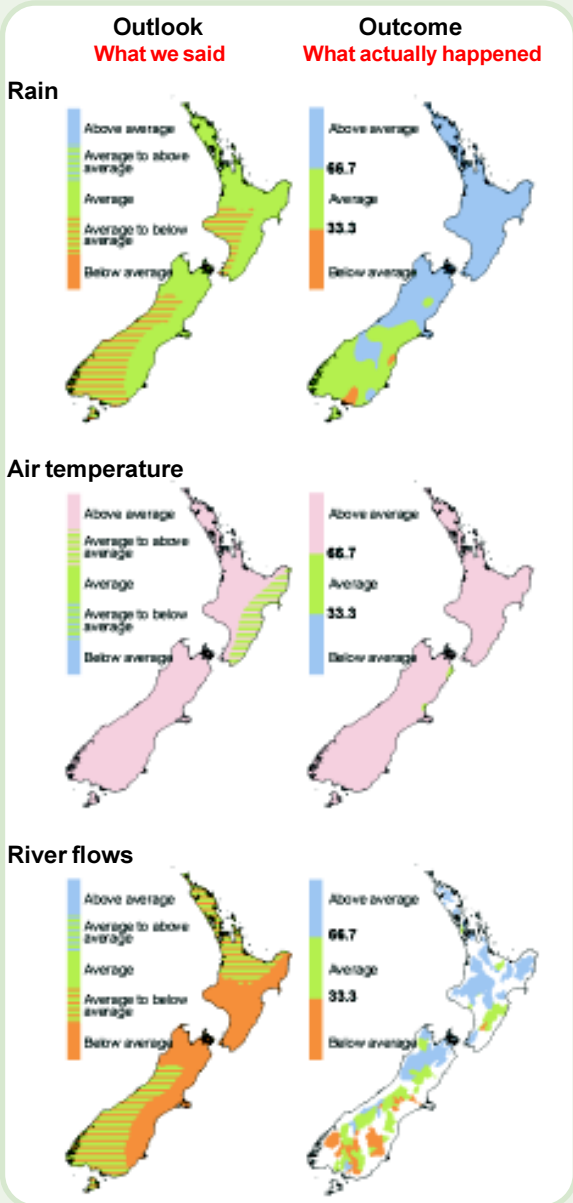 Outlook
What we said
Outcome
What actually happened
Rain
Above average
Average to above
average
Average
Average to below
average
Below average
Above average
66.7
Average
33.3
Below average
Air temperature
Above average
Average to above
average
Average
Average to below
average
Below average
Above average
66.7
Average
33.3
Below average
River flows
Above average
Average to above
average
Average
Average to below
average
Below average
Above average
66.7
Average
33.3
Below average